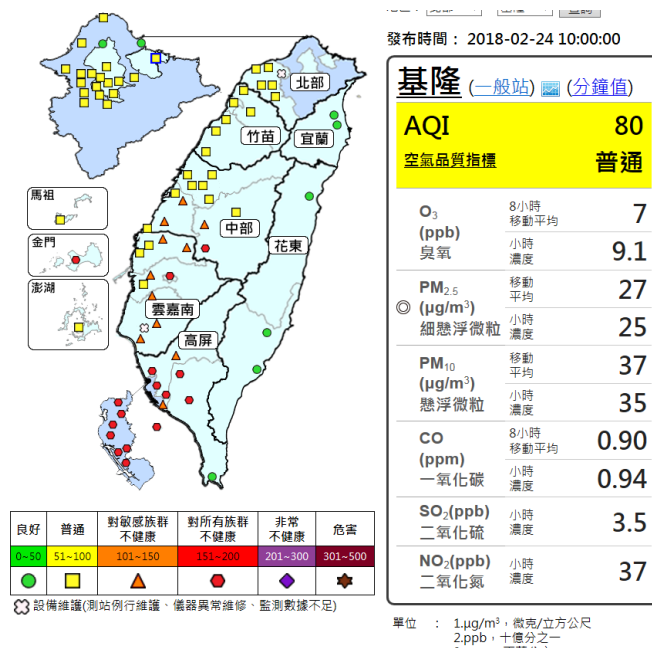 發布時間： 2018-02-24 10:00:00
基隆 (一般站) (分鐘值)
AQI 80
空氣品質指標 普通
O3 (ppb) 臭氧
8小時移動平均 7
小時濃度 9.1
◎ PM2.5 (μg/m3) 細懸浮微粒
移動平均 27
小時濃度 25
PM10 (μg/m3) 懸浮微粒
移動平均 37
小時濃度 35
CO (ppm) 一氧化碳
8小時移動平均 0.90
小時濃度 0.94
SO2(ppb) 二氧化硫
小時濃度 3.5
NO2(ppb) 二氧化氮
小時濃度 37
單位 ： 1.μg/m3，微克/立方公尺
2.ppb，十億分之一
北部
竹苗
宜蘭
中部
花東
雲嘉南
高屏
馬祖
金門
澎湖
良好 普通 對敏感族群不健康 對所有族群不健康 非常不健康 危害
0~50 51~100 101~150 151~200 201~300 301~500
設備維護(測站例行維護、儀器異常維修、監測數據不足)